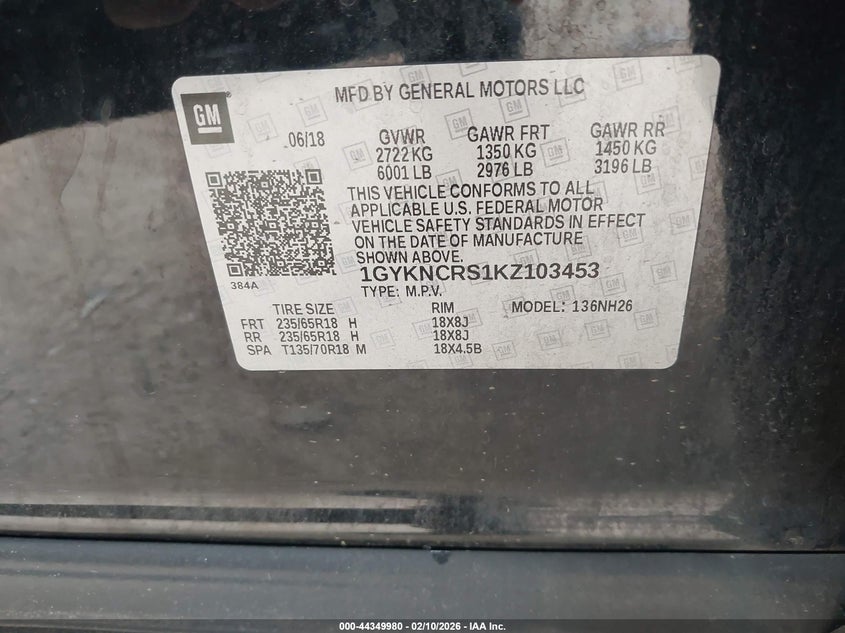 MFD BY GENERAL MOTORS LLC
GM
06/18
GVWR GAWR FRT GAWR RR
2722 KG 1350 KG 1450 KG
6001 LB 2976 LB 3196 LB
THIS VEHICLE CONFORMS TO ALL
APPLICABLE U.S. FEDERAL MOTOR
VEHICLE SAFETY STANDARDS IN EFFECT
ON THE DATE OF MANUFACTURE
SHOWN ABOVE.
384A
1GYKNCRS1KZ103453
TYPE: M.P.V.
TIRE SIZE RIM MODEL: 136NH26
FRT 235/65R18 H 18X8J
RR 235/65R18 H 18X8J
SPA T135/70R18 M 18X4.5B
000-44349980 - 02/10/2026 - IAA Inc.